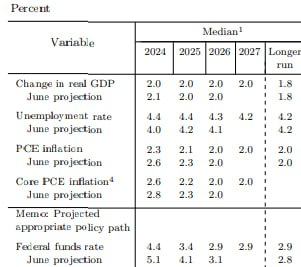 Percent
Variable Median1
2024 2025 2026 2027 Longer run
Change in real GDP 2.0 2.0 2.0 2.0 1.8
June projection 2.1 2.0 2.0 1.8
Unemployment rate 4.4 4.4 4.3 4.2 4.2
June projection 4.0 4.2 4.1 4.2
PCE inflation 2.3 2.1 2.0 2.0 2.0
June projection 2.6 2.3 2.0 2.0
Core PCE inflation4 2.6 2.2 2.0 2.0
June projection 2.8 2.3 2.0
Memo: Projected
appropriate policy path
Federal funds rate 4.4 3.4 2.9 2.9 2.9
June projection 5.1 4.1 3.1 2.8